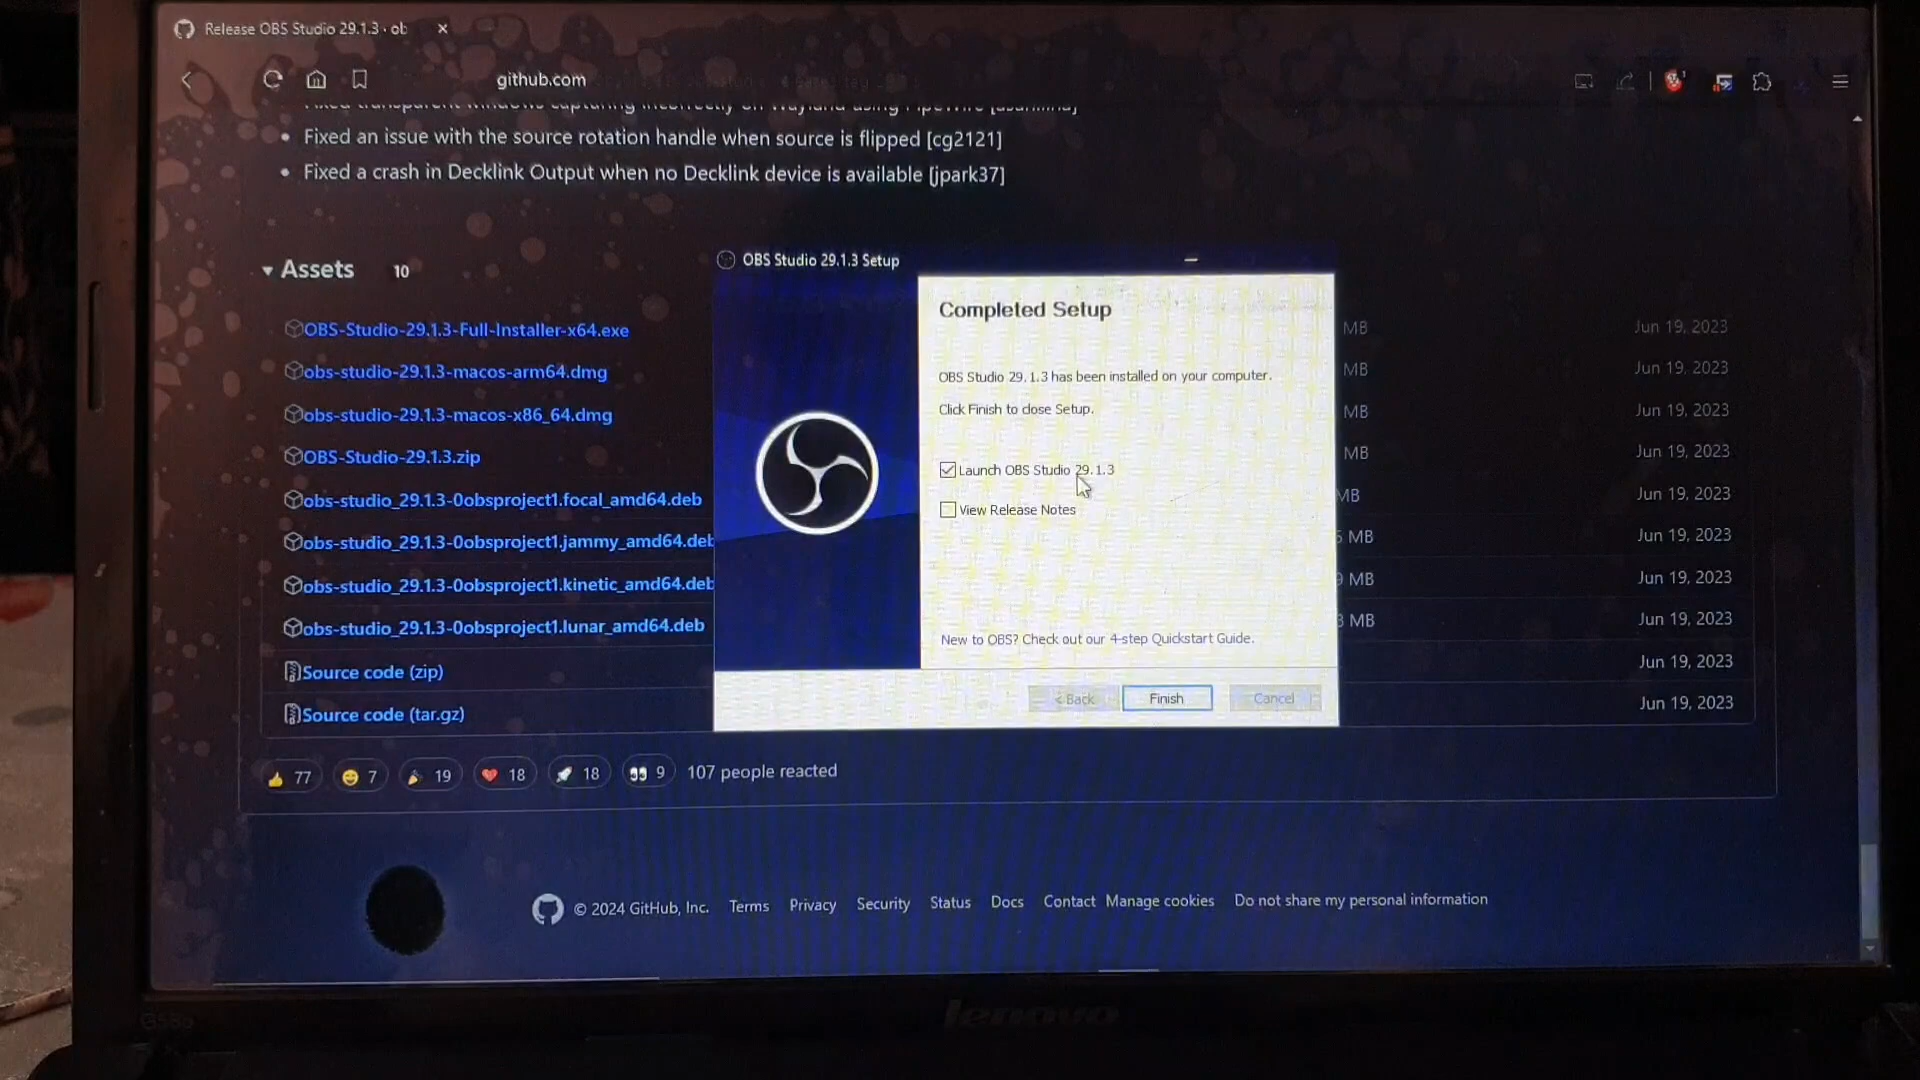 Release OBS Studio 29.1.3 · ob
github.com
Fixed transparent windows capturing incorrectly on Wayland using PipeWire
• Fixed an issue with the source rotation handle when source is flipped [cg2121]
• Fixed a crash in Decklink Output when no Decklink device is available [jpark37]
Assets 10
OBS-Studio-29.1.3-Full-Installer-x64.exe
MB Jun 19, 2023
obs-studio-29.1.3-macos-arm64.dmg
MB Jun 19, 2023
obs-studio-29.1.3-macos-x86_64.dmg
MB Jun 19, 2023
OBS-Studio-29.1.3.zip
MB Jun 19, 2023
obs-studio_29.1.3-0obsproject1.focal_amd64.deb
MB Jun 19, 2023
obs-studio_29.1.3-0obsproject1.jammy_amd64.deb
MB Jun 19, 2023
obs-studio_29.1.3-0obsproject1.kinetic_amd64.deb
9 MB Jun 19, 2023
obs-studio_29.1.3-0obsproject1.lunar_amd64.deb
3 MB Jun 19, 2023
Source code (zip)
Jun 19, 2023
Source code (tar.gz)
Jun 19, 2023
OBS Studio 29.1.3 Setup
Completed Setup
OBS Studio 29.1.3 has been installed on your computer.
Click Finish to close Setup.
Launch OBS Studio 29.1.3
View Release Notes
New to OBS? Check out our 4-step Quickstart Guide.
< Back Finish Cancel
77 7 19 18 18 9 107 people reacted
© 2024 GitHub, Inc. Terms Privacy Security Status Docs Contact Manage cookies Do not share my personal information
lenovo